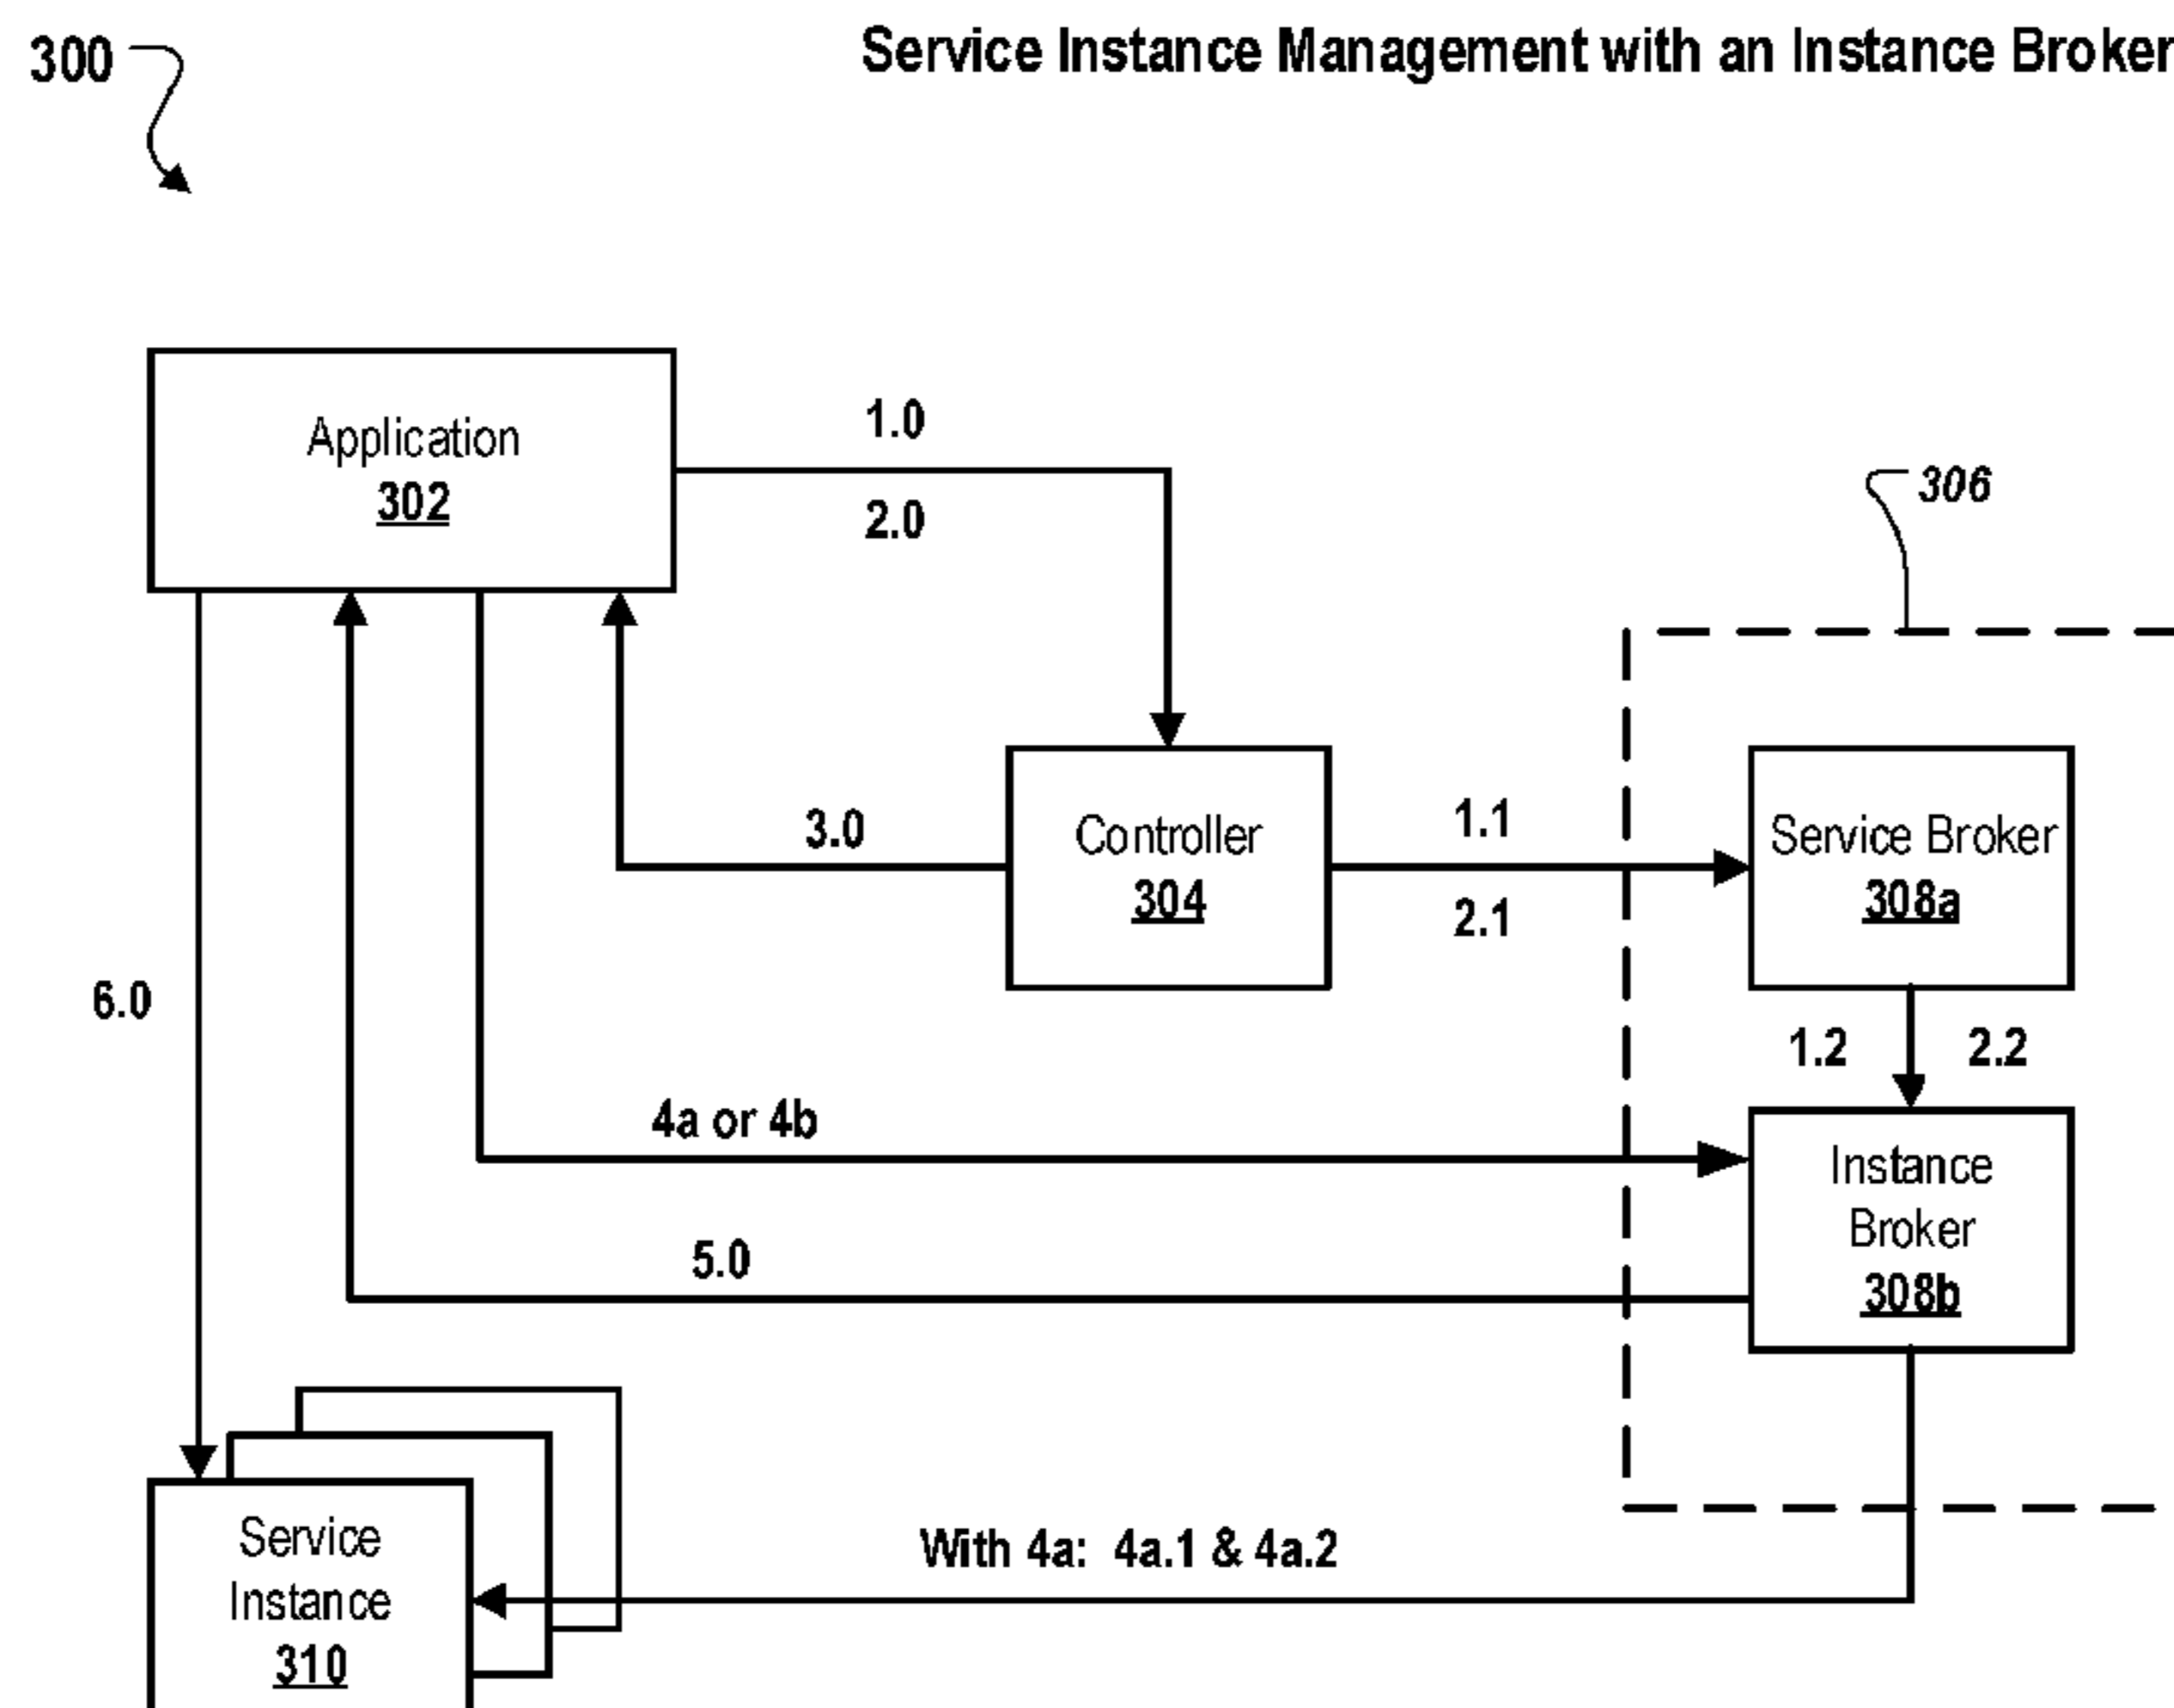 300
Service Instance Management with an Instance Broker
Application
302
1.0
2.0
306
3.0
Controller
304
1.1
2.1
Service Broker
308a
6.0
1.2
2.2
4a or 4b
Instance
Broker
308b
5.0
With 4a: 4a.1 & 4a.2
Service
Instance
310